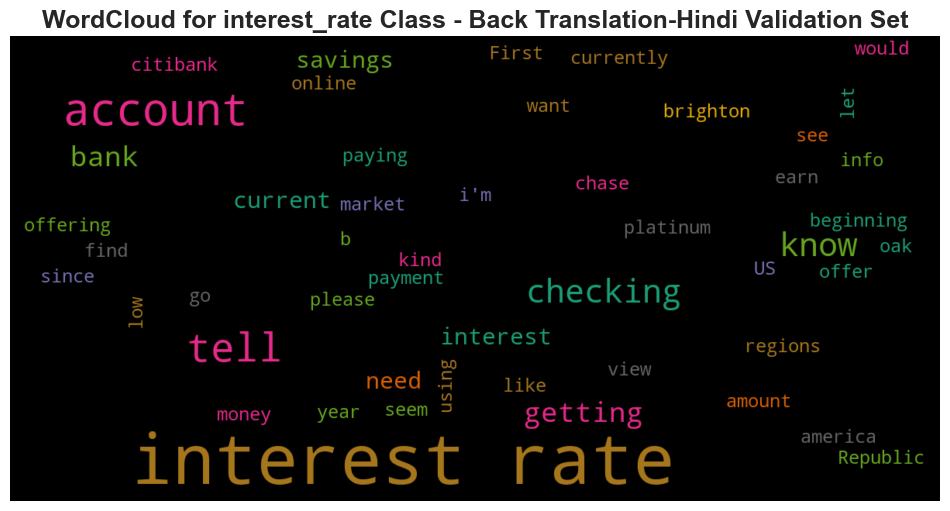 WordCloud for interest_rate Class - Back Translation-Hindi Validation Set
First
currently
would
citibank
savings
online
account
want
brighton
let
see
bank
paying
info
chase
earn
current
market
i'm
offering
platinum
beginning
b
know
oak
find
kind
since
payment
US
offer
go
please
checking
low
tell
interest
regions
need
using
like
view
money
year
seem
getting
amount
interest rate
america
Republic